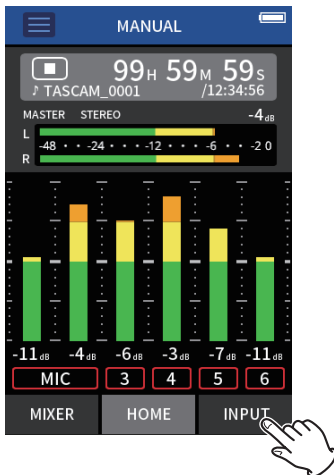 MANUAL
99H 59M 59S
♪ TASCAM_0001 /12:34:56
MASTER STEREO -4dB
L
-48 -24 -12 -6 -2 0
R
-11dB -4dB -6dB -3dB -7dB -11dB
MIC 3 4 5 6
MIXER HOME INPUT